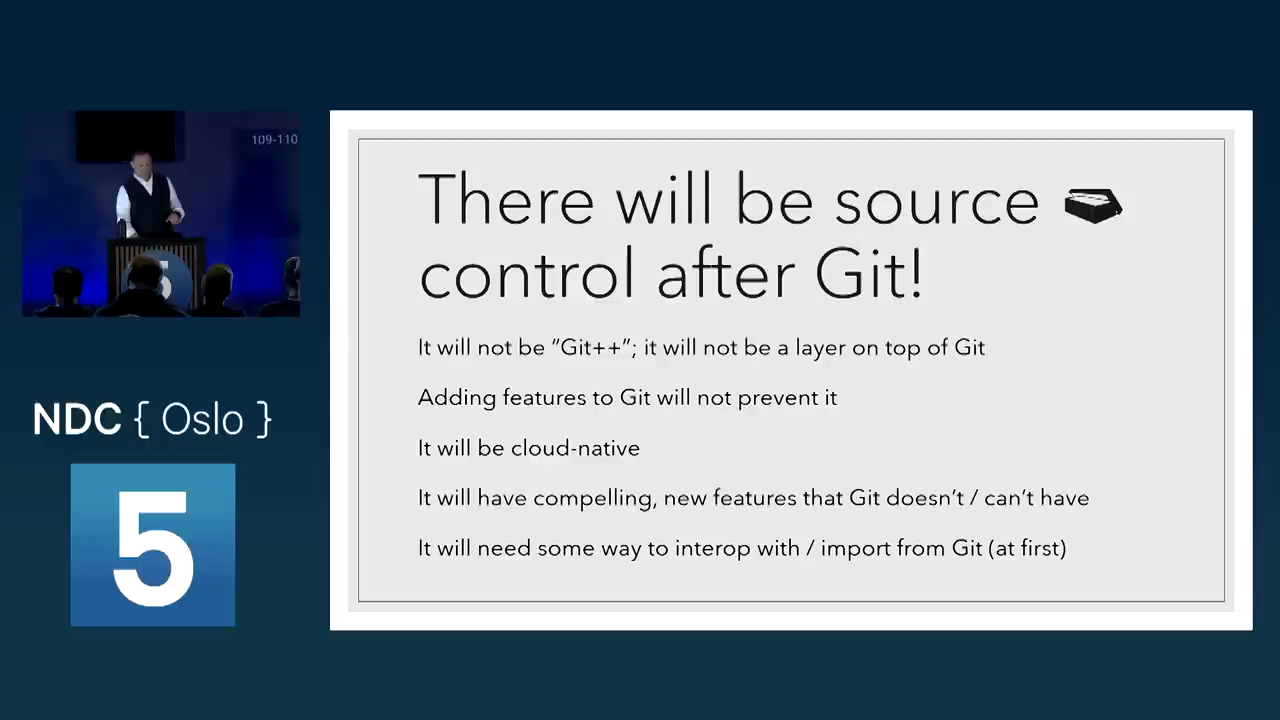 109-110
NDC { Oslo }
5
There will be source
control after Git!
It will not be “Git++”; it will not be a layer on top of Git
Adding features to Git will not prevent it
It will be cloud-native
It will have compelling, new features that Git doesn’t / can’t have
It will need some way to interop with / import from Git (at first)